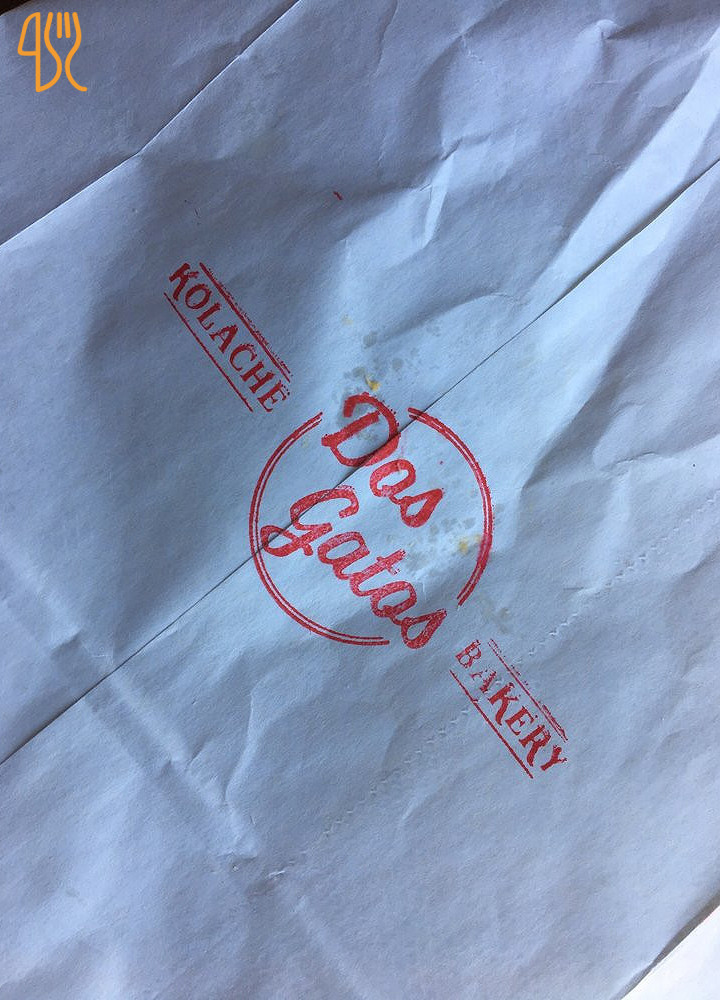 KOLACHE
Dos
Gatos
BAKERY